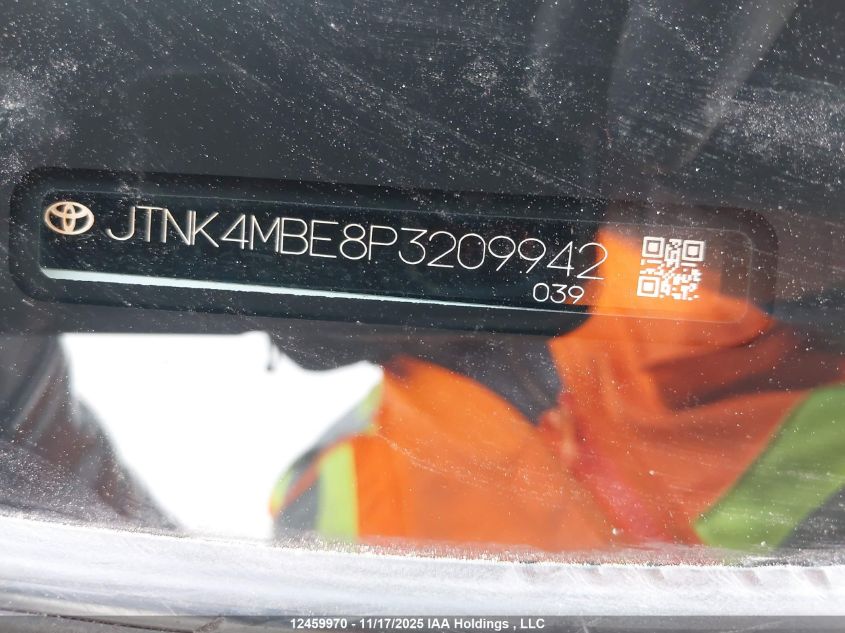 JTNK4MBE8P3209942
039
12459970 - 11/17/2025 IAA Holdings , LLC